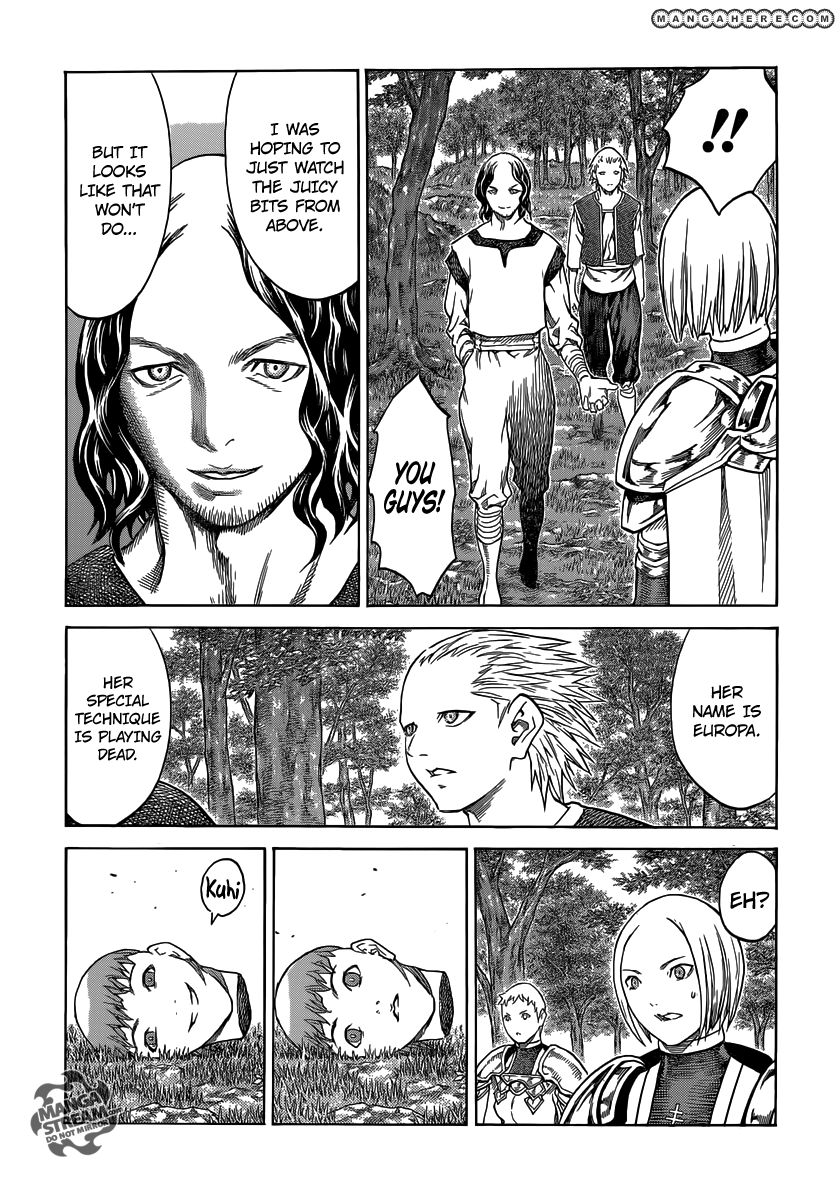 MANGAHERE.COM
!!
YOU
GUYS!
I WAS
HOPING TO
JUST WATCH
THE JUICY
BITS FROM
ABOVE.
BUT IT
LOOKS
LIKE THAT
WON'T
DO...
HER
NAME IS
EUROPA.
HER
SPECIAL
TECHNIQUE
IS PLAYING
DEAD.
EH?
Kuhi
MANGA
STREAM.COM
DO NOT MIRROR